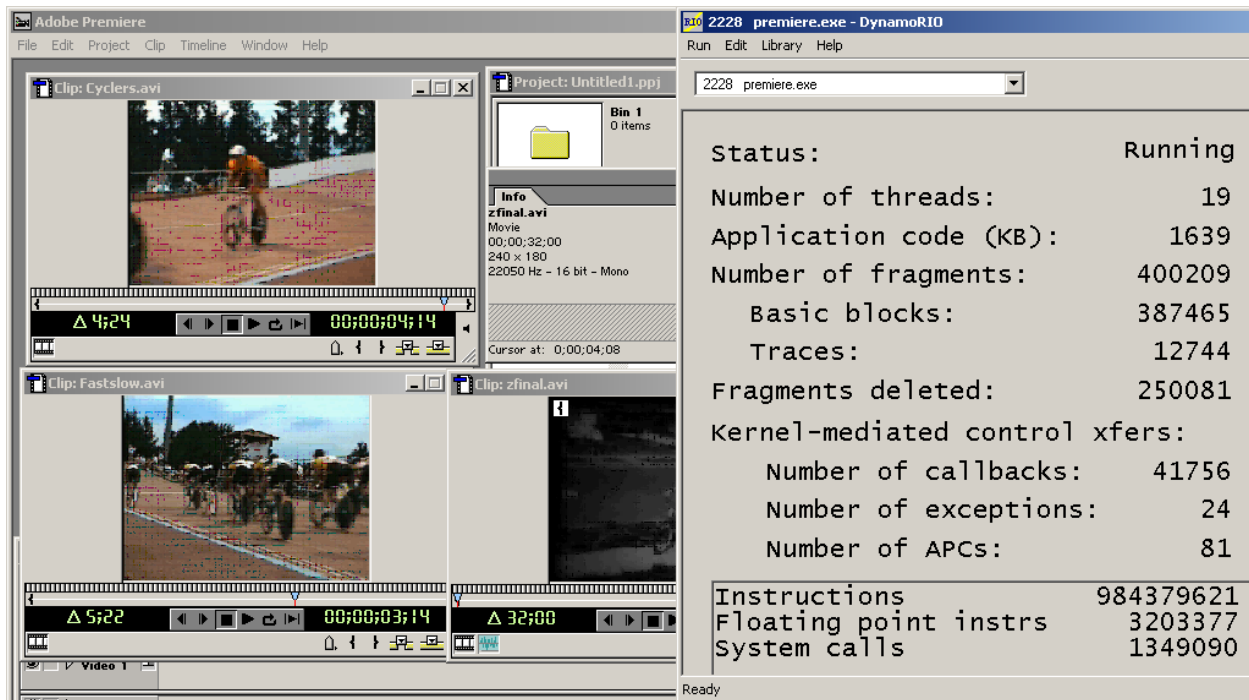 Adobe Premiere
File Edit Project Clip Timeline Window Help
Clip: Cyclers.avi
Δ 4;24
00;00;04;14
Project: Untitled1.ppj
Bin 1
0 items
Info
zfinal.avi
Movie
00;00;32;00
240 x 180
22050 Hz - 16 bit - Mono
Cursor at: 0;00;04;08
Clip: Fastslow.avi
Δ 5;22
00;00;03;14
Clip: zfinal.avi
Δ 32;00
Video 1
RIO 2228 premiere.exe - DynamoRIO
Run Edit Library Help
2228 premiere.exe
Status: Running
Number of threads: 19
Application code (KB): 1639
Number of fragments: 400209
Basic blocks: 387465
Traces: 12744
Fragments deleted: 250081
Kernel-mediated control xfers:
Number of callbacks: 41756
Number of exceptions: 24
Number of APCs: 81
Instructions 984379621
Floating point instrs 3203377
System calls 1349090
Ready